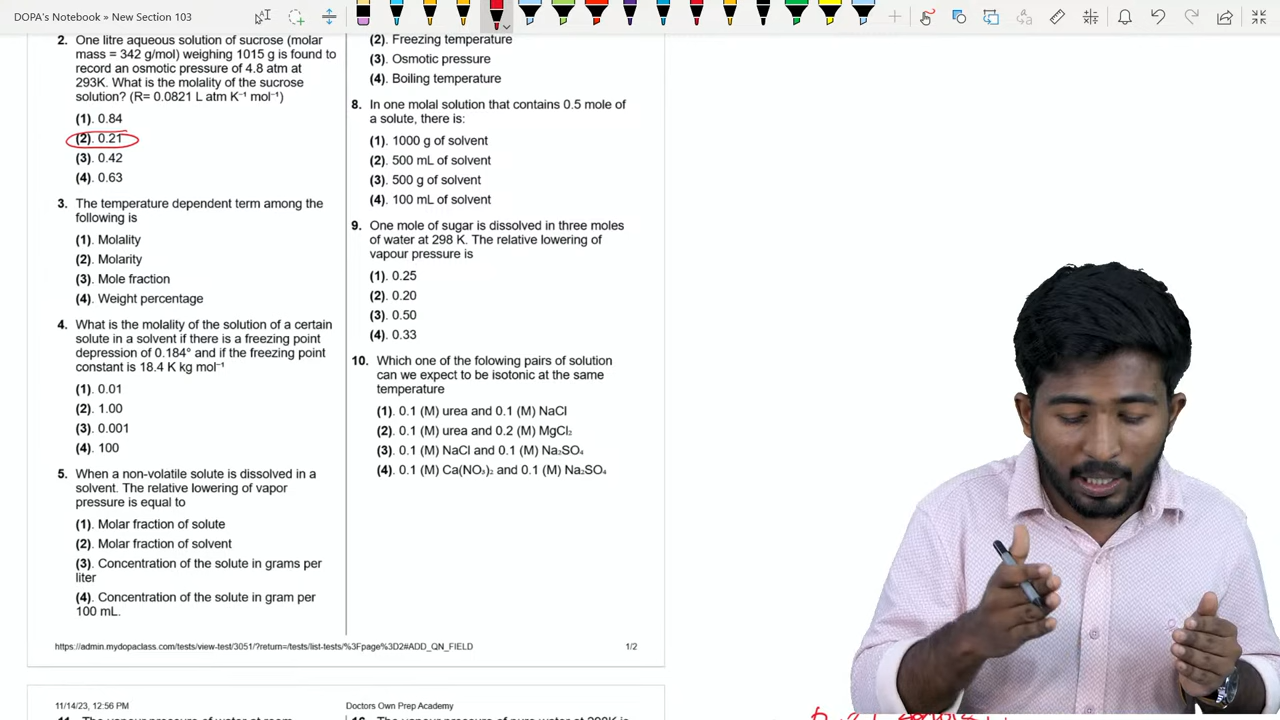 DOPA's Notebook » New Section 103
2. One litre aqueous solution of sucrose (molar
mass = 342 g/mol) weighing 1015 g is found to
record an osmotic pressure of 4.8 atm at
293K. What is the molality of the sucrose
solution? (R= 0.0821 L atm K⁻¹ mol⁻¹)
(1). 0.84
(2). 0.21
(3). 0.42
(4). 0.63
3. The temperature dependent term among the
following is
(1). Molality
(2). Molarity
(3). Mole fraction
(4). Weight percentage
4. What is the molality of the solution of a certain
solute in a solvent if there is a freezing point
depression of 0.184° and if the freezing point
constant is 18.4 K kg mol⁻¹
(1). 0.01
(2). 1.00
(3). 0.001
(4). 100
5. When a non-volatile solute is dissolved in a
solvent. The relative lowering of vapor
pressure is equal to
(1). Molar fraction of solute
(2). Molar fraction of solvent
(3). Concentration of the solute in grams per
liter
(4). Concentration of the solute in gram per
100 mL.
(2). Freezing temperature
(3). Osmotic pressure
(4). Boiling temperature
8. In one molal solution that contains 0.5 mole of
a solute, there is:
(1). 1000 g of solvent
(2). 500 mL of solvent
(3). 500 g of solvent
(4). 100 mL of solvent
9. One mole of sugar is dissolved in three moles
of water at 298 K. The relative lowering of
vapour pressure is
(1). 0.25
(2). 0.20
(3). 0.50
(4). 0.33
10. Which one of the folowing pairs of solution
can we expect to be isotonic at the same
temperature
(1). 0.1 (M) urea and 0.1 (M) NaCl
(2). 0.1 (M) urea and 0.2 (M) MgCl₂
(3). 0.1 (M) NaCl and 0.1 (M) Na₂SO₄
(4). 0.1 (M) Ca(NO₃)₂ and 0.1 (M) Na₂SO₄
https://admin.mydopaclass.com/tests/view-test/3051/?return=/tests/list-tests/%3Fpage%3D2#ADD_QN_FIELD 1/2
11/14/23, 12:56 PM Doctors Own Prep Academy